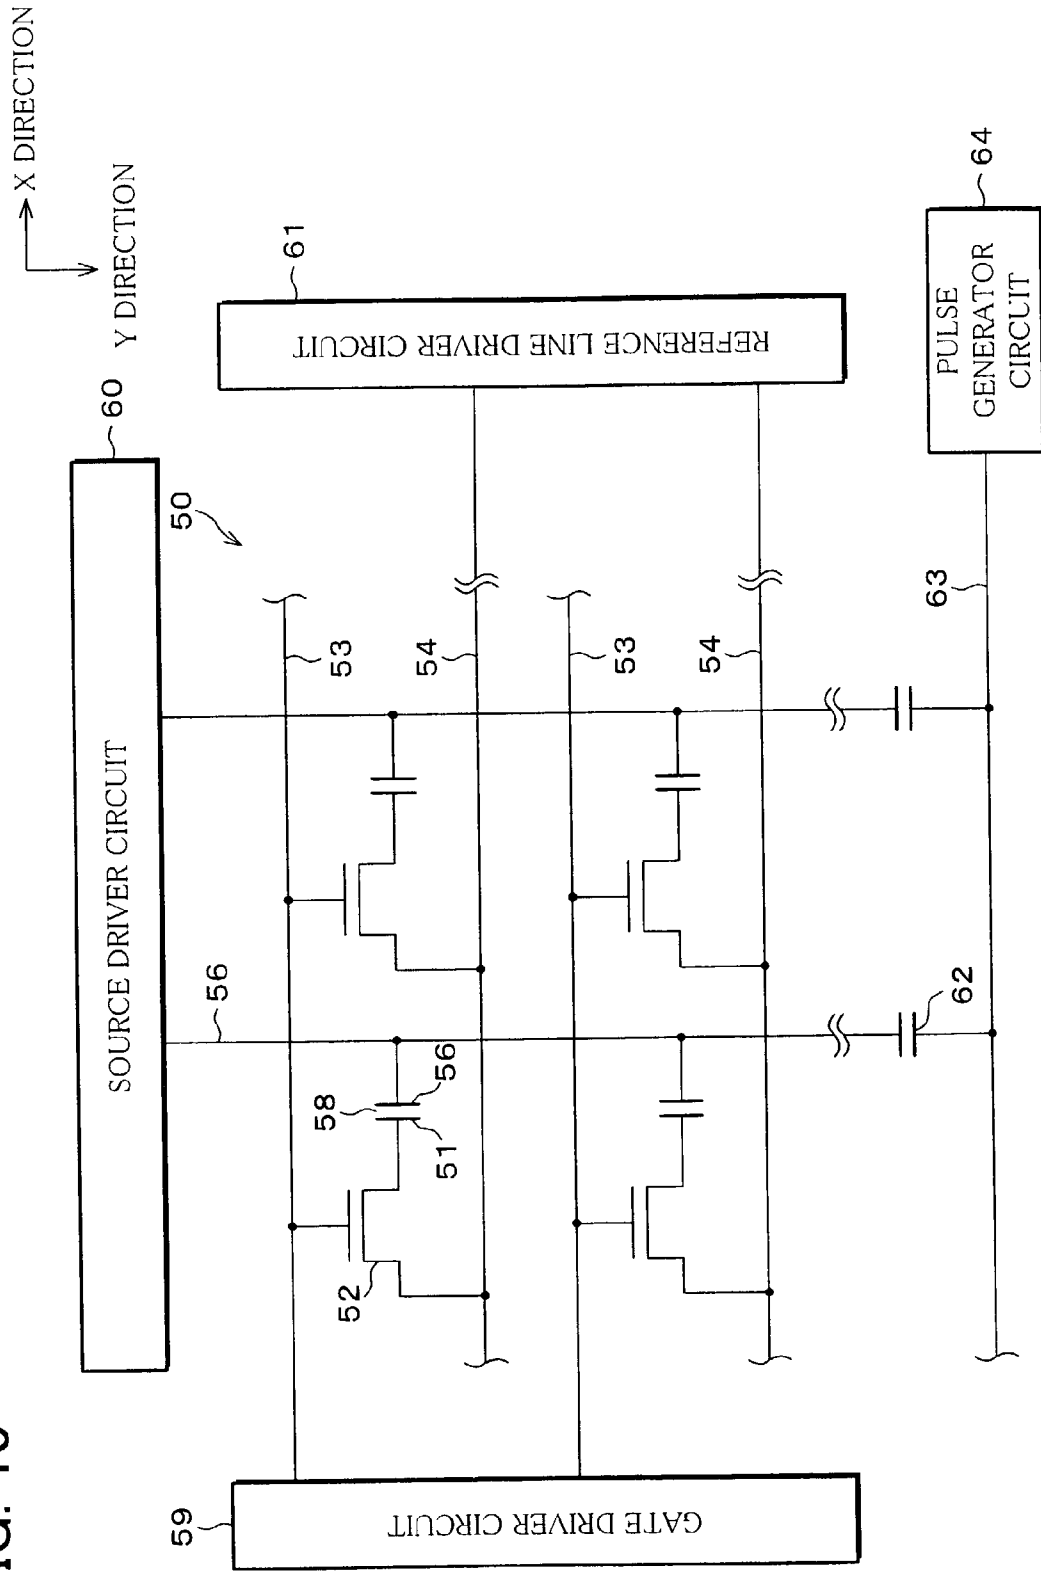 X DIRECTION
Y DIRECTION
SOURCE DRIVER CIRCUIT
60
50
59
GATE DRIVER CIRCUIT
REFERENCE LINE DRIVER CIRCUIT
61
56
53
52
58
51
56
54
53
54
62
63
PULSE
GENERATOR
CIRCUIT
64